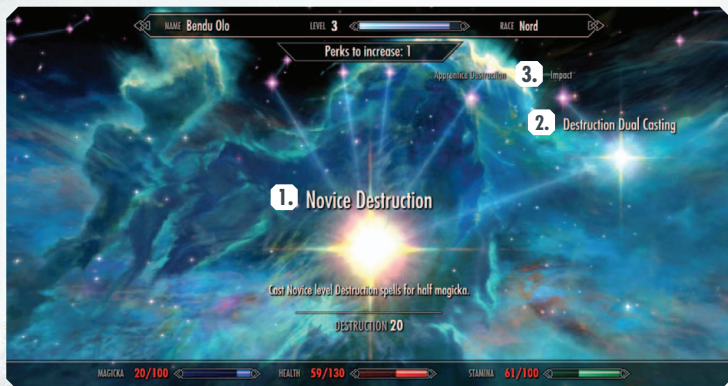 NAME Bendu Olo LEVEL 3 RACE Nord
Perks to increase: 1
Apprentice Destruction 3. Impact
2. Destruction Dual Casting
1. Novice Destruction
Cast Novice level Destruction spells for half magicka.
DESTRUCTION 20
MAGICKA 20/100 HEALTH 59/130 STAMINA 61/100